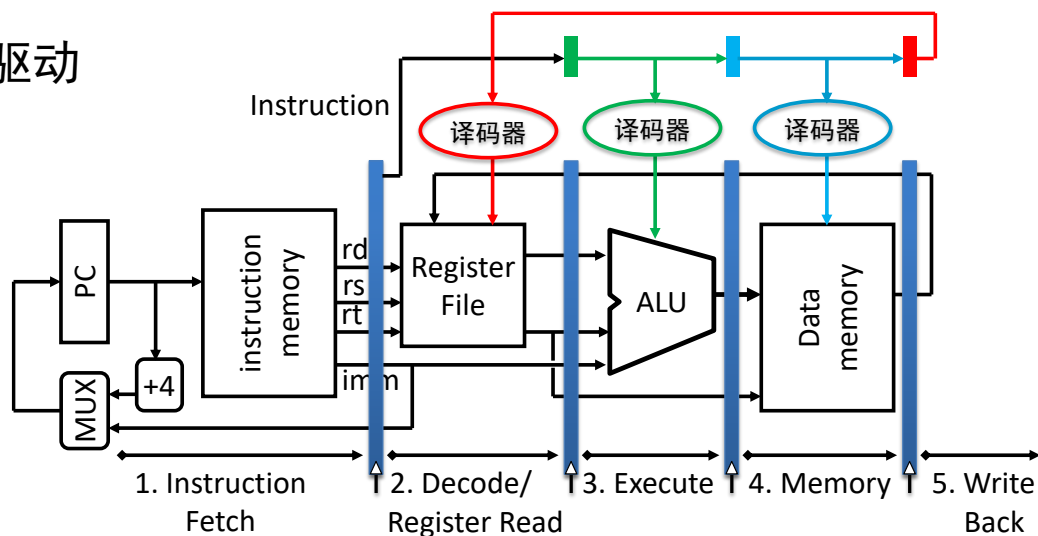 驱动
Instruction
译码器
译码器
译码器
PC
instruction
memory
rd
rs
rt
imm
Register
File
ALU
Data
memory
+4
MUX
1. Instruction
Fetch
2. Decode/
Register Read
3. Execute
4. Memory
5. Write
Back